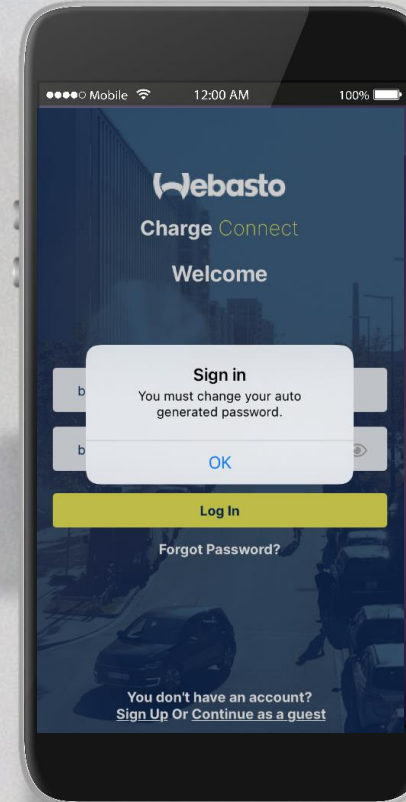 Mobile 12:00 AM 100%
Webasto
Charge Connect
Welcome
Sign in
You must change your auto
generated password.
b
b
OK
Log In
Forgot Password?
You don't have an account?
Sign Up Or Continue as a guest